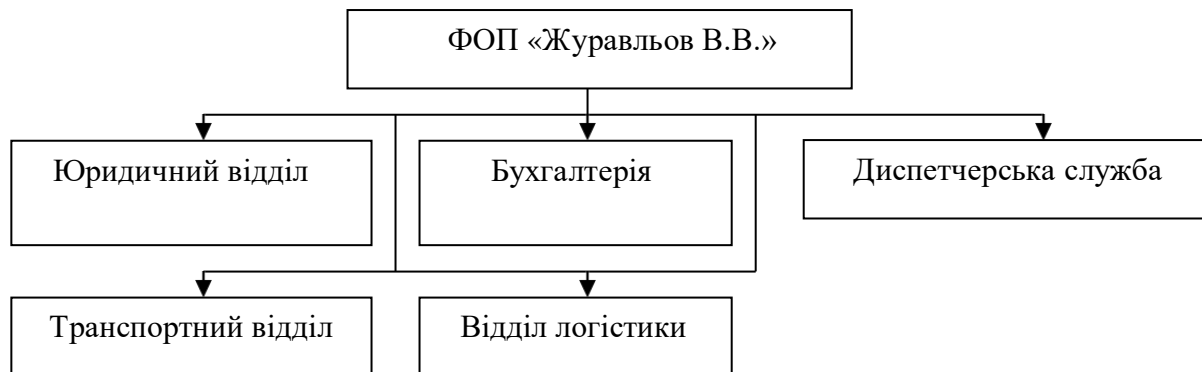 ФОП «Журавльов В.В.»
Юридичний відділ
Бухгалтерія
Диспетчерська служба
Транспортний відділ
Відділ логістики